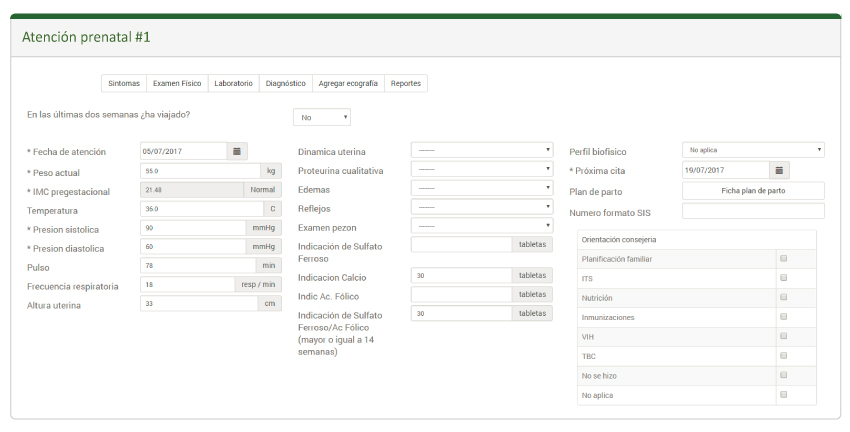 Atención prenatal #1
Sintomas Examen Físico Laboratorio Diagnóstico Agregar ecografía Reportes
En las últimas dos semanas ¿ha viajado? No
* Fecha de atención 05/07/2017
* Peso actual 55.0 kg
* IMC pregestacional 21.48 Normal
Temperatura 36.0 C
* Presion sistolica 90 mmHg
* Presion diastolica 60 mmHg
Pulso 78 min
Frecuencia respiratoria 18 resp / min
Altura uterina 33 cm
Dinamica uterina --------
Proteurina cualitativa --------
Edemas --------
Reflejos --------
Examen pezon --------
Indicación de Sulfato
Ferroso tabletas
Indicacion Calcio 30 tabletas
Indic Ac. Fólico tabletas
Indicación de Sulfato 30 tabletas
Ferroso/Ac Fólico
(mayor o igual a 14
semanas)
Perfil biofisico No aplica
* Próxima cita 19/07/2017
Plan de parto Ficha plan de parto
Numero formato SIS
Orientación consejeria
Planificación familiar
ITS
Nutrición
Inmunizaciones
VIH
TBC
No se hizo
No aplica